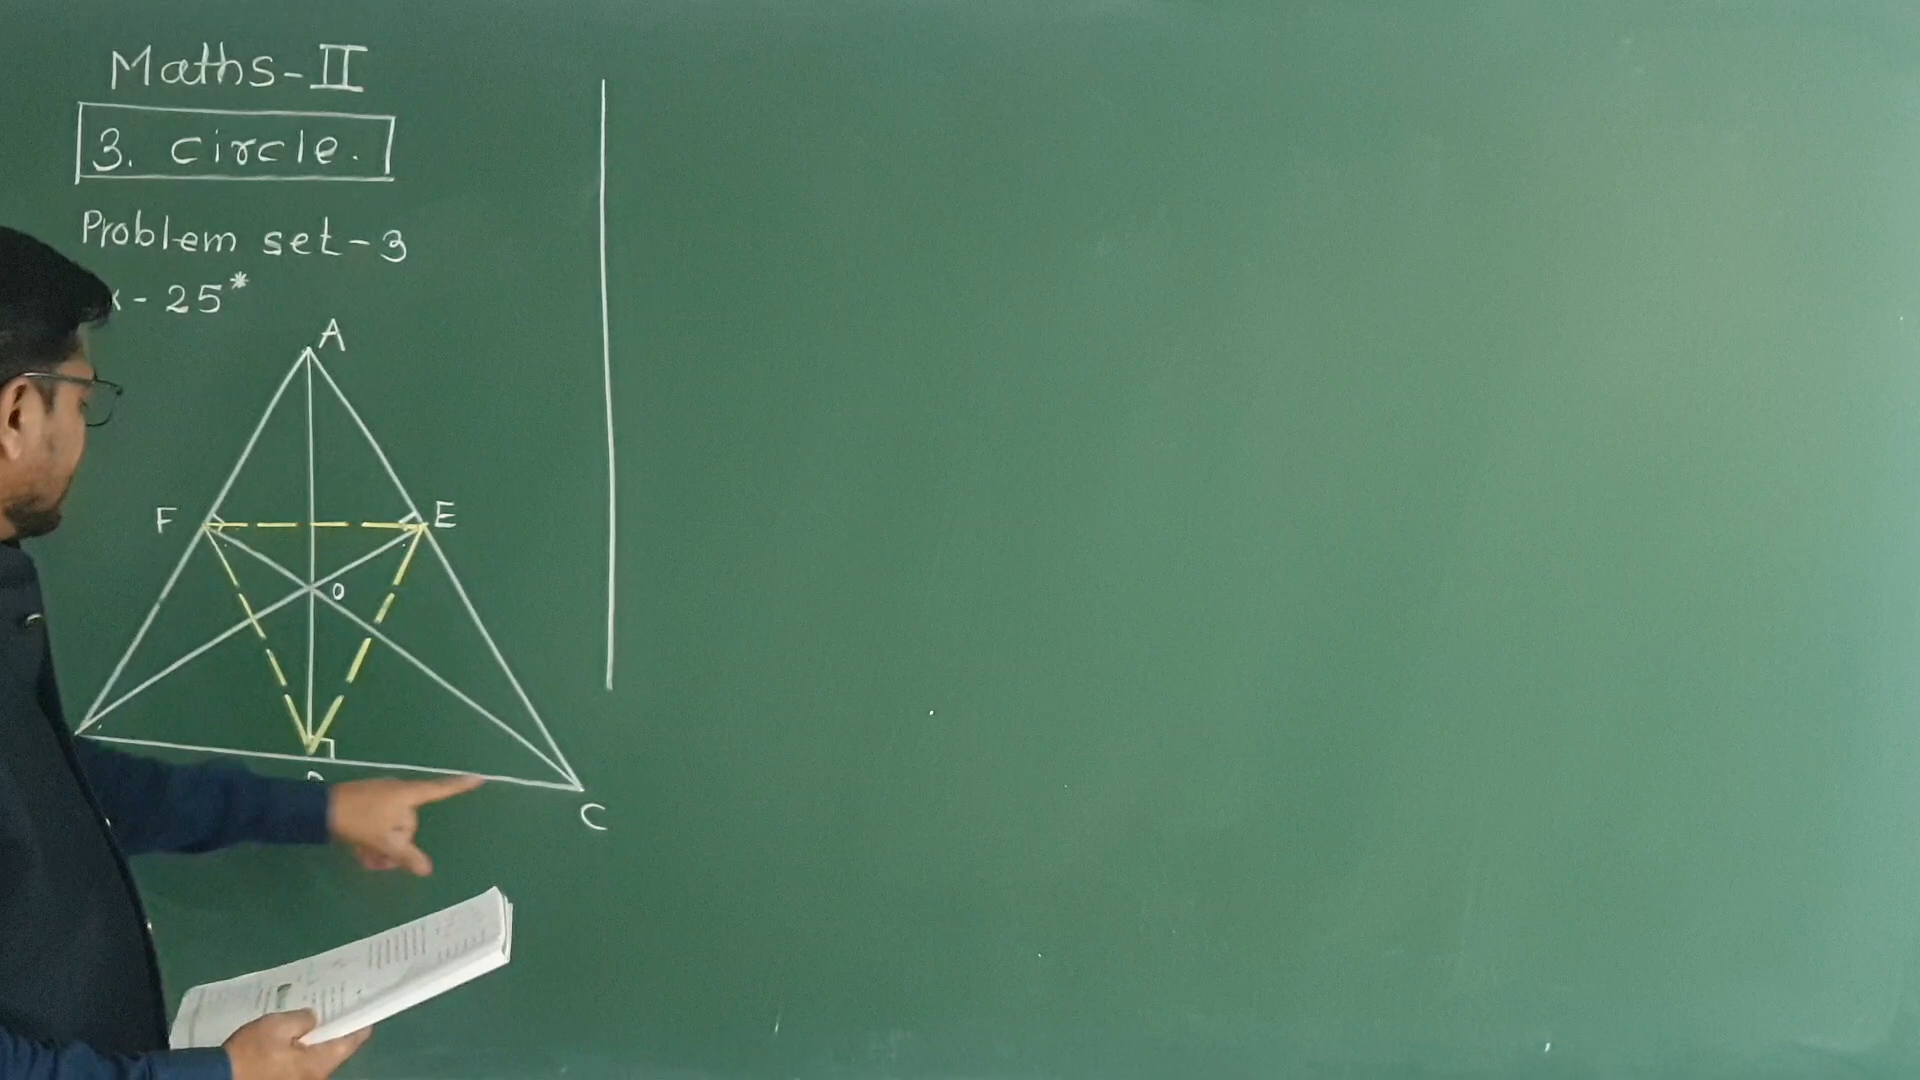 Maths-II
3. Circle.
Problem set-3
- 25*
A
F
E
O
C